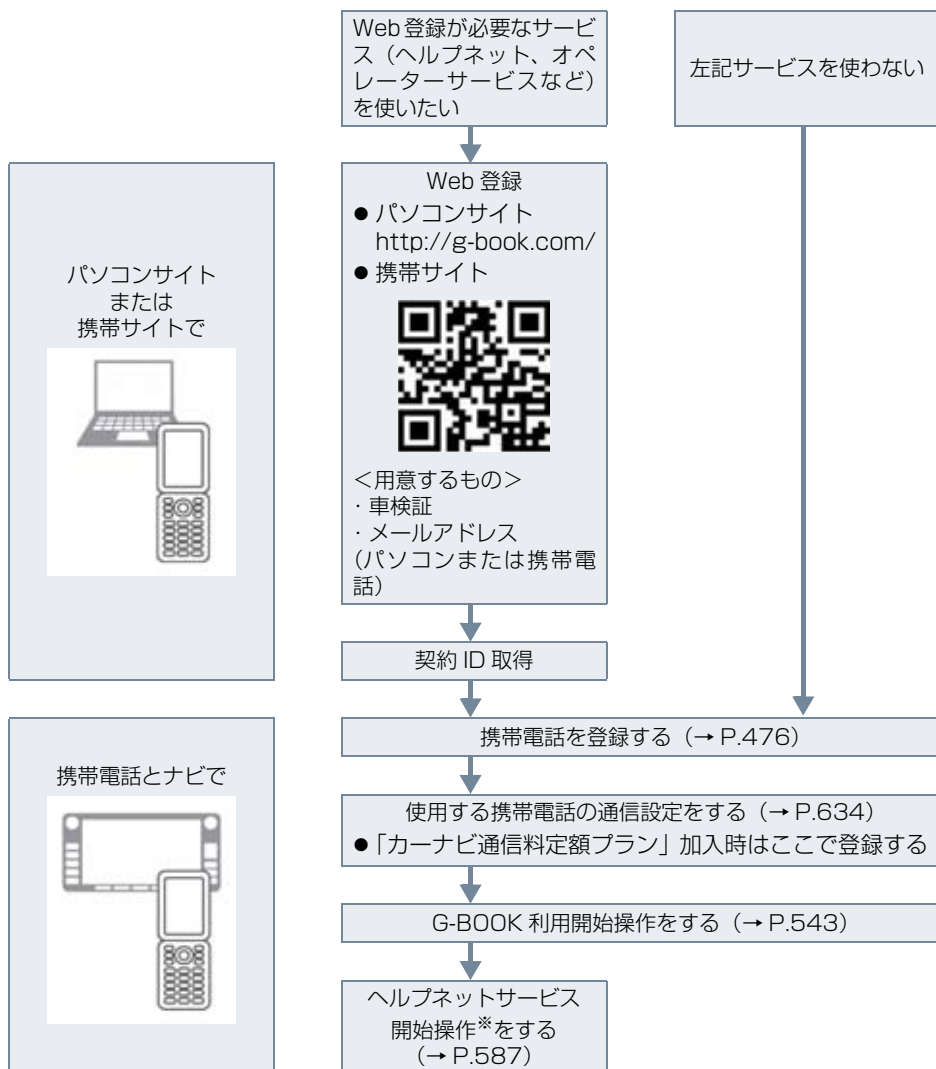 Web登録が必要なサービ
ス（ヘルプネット、オペ
レーターサービスなど）
を使いたい
左記サービスを使わない
パソコンサイト
または
携帯サイトで
Web 登録
● パソコンサイト
http://g-book.com/
● 携帯サイト
＜用意するもの＞
・車検証
・メールアドレス
(パソコンまたは携帯電
話)
契約 ID 取得
携帯電話とナビで
携帯電話を登録する（→ P.476）
使用する携帯電話の通信設定をする（→ P.634）
●「カーナビ通信料定額プラン」加入時はここで登録する
G-BOOK 利用開始操作をする（→ P.543）
ヘルプネットサービス
開始操作※をする
（→ P.587）